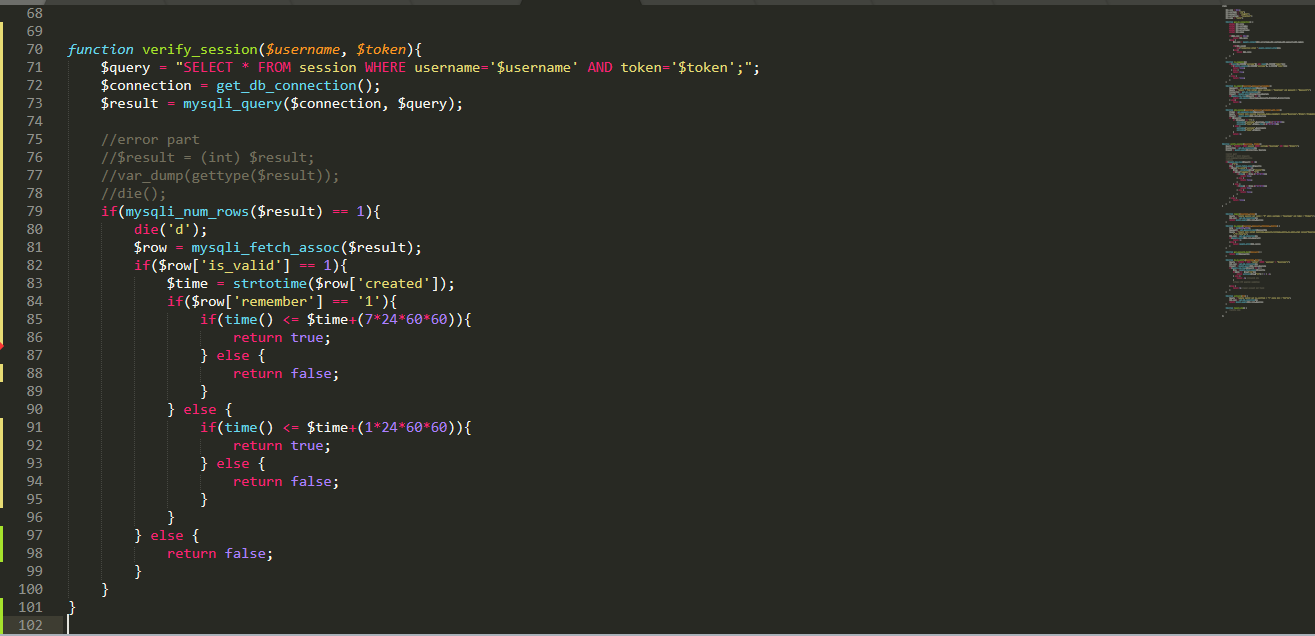 68
69
70 function verify_session($username, $token){
71 $query = "SELECT * FROM session WHERE username='$username' AND token='$token';";
72 $connection = get_db_connection();
73 $result = mysqli_query($connection, $query);
74
75 //error part
76 //$result = (int) $result;
77 //var_dump(gettype($result));
78 //die();
79 if(mysqli_num_rows($result) == 1){
80 die('d');
81 $row = mysqli_fetch_assoc($result);
82 if($row['is_valid'] == 1){
83 $time = strtotime($row['created']);
84 if($row['remember'] == '1'){
85 if(time() <= $time+(7*24*60*60)){
86 return true;
87 } else {
88 return false;
89 }
90 } else {
91 if(time() <= $time+(1*24*60*60)){
92 return true;
93 } else {
94 return false;
95 }
96 }
97 } else {
98 return false;
99 }
100 }
101 }
102